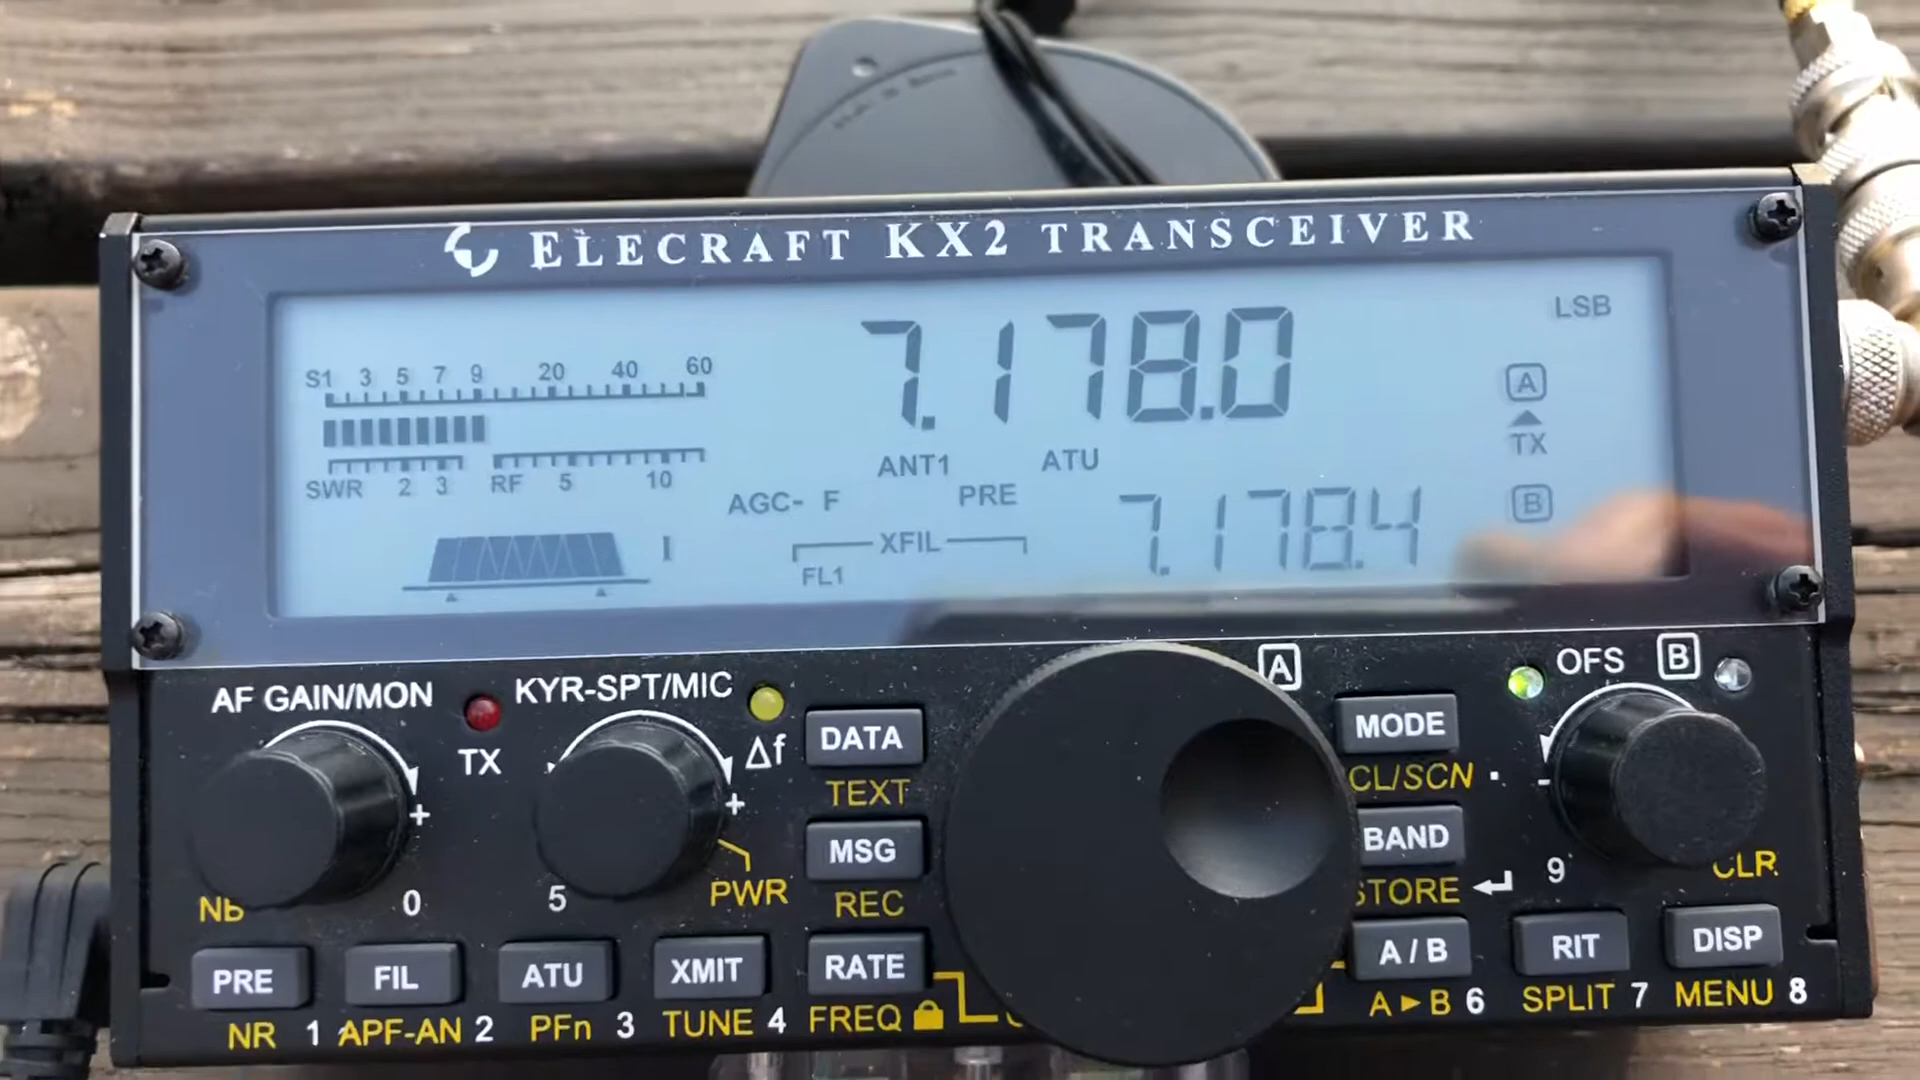 ELECRAFT KX2 TRANSCEIVER
7.178.0
LSB
S1 3 5 7 9 20 40 60
A
TX
SWR 2 3 RF 5 10
ANT1 ATU
AGC- F PRE
7.178.4
B
XFIL
I
FL1
AF GAIN/MON
TX
KYR-SPT/MIC
Δf
A
OFS B
DATA
TEXT
MODE
CL/SCN .
+
+
-
MSG
REC
BAND
STORE
NB 0
5 PWR
9 CLR
PRE FIL ATU XMIT RATE A / B RIT DISP
NR 1 APF-AN 2 PFn 3 TUNE 4 FREQ A ► B 6 SPLIT 7 MENU 8